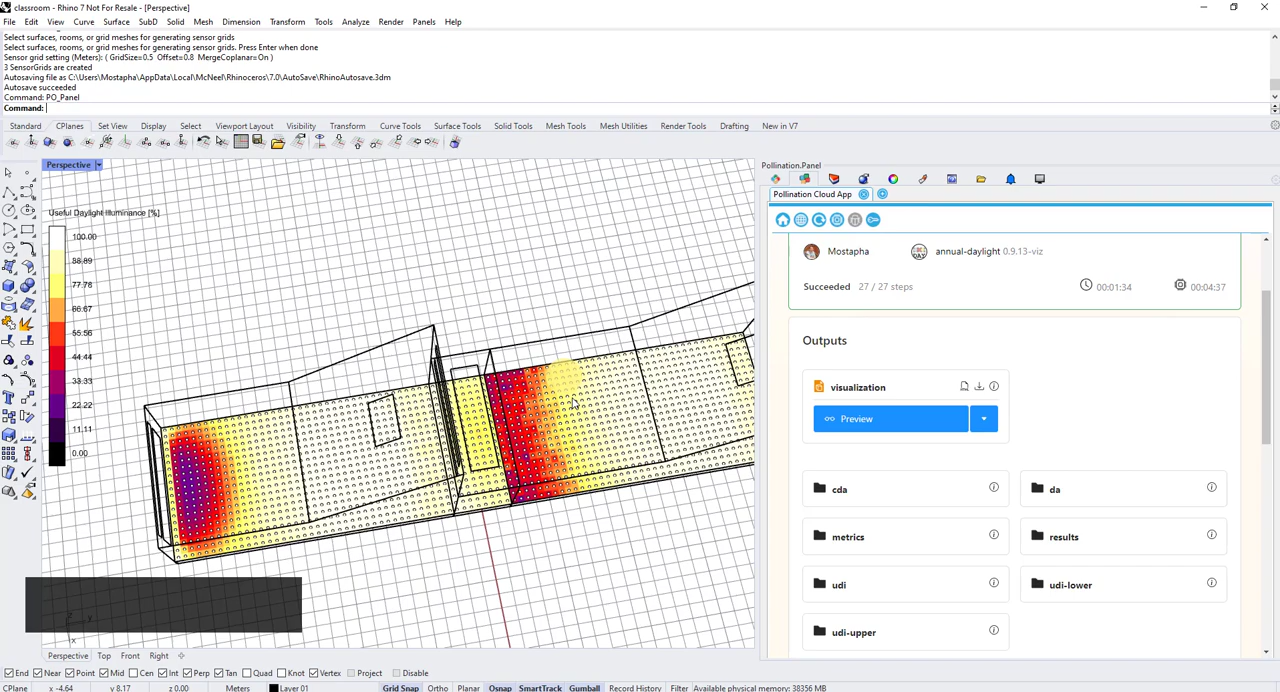 classroom - Rhino 7 Not For Resale - [Perspective]
File Edit View Curve Surface SubD Solid Mesh Dimension Transform Tools Analyze Render Panels Help
Select surfaces, rooms, or grid meshes for generating sensor grids
Select surfaces, rooms, or grid meshes for generating sensor grids. Press Enter when done
Sensor grid setting (Meters): ( GridSize=0.5 Offset=0.8 MergeCoplanar=On )
3 SensorGrids are created
Autosaving file as C:\Users\Mostapha\AppData\Local\McNeel\Rhinoceros\7.0\AutoSave\RhinoAutosave.3dm
Autosave succeeded
Command: PO_Panel
Command:
Standard CPlanes Set View Display Select Viewport Layout Visibility Transform Curve Tools Surface Tools Solid Tools Mesh Tools Mesh Utilities Render Tools Drafting New in V7
Perspective
Useful Daylight Illuminance [%]
100.00
88.89
77.78
66.67
55.56
44.44
33.33
22.22
11.11
0.00
z
y
x
Pollination.Panel
Pollination Cloud App
Mostapha annual-daylight 0.9.13-viz
Succeeded 27 / 27 steps 00:01:34 00:04:37
Outputs
visualization
Preview
cda da
metrics results
udi udi-lower
udi-upper
Perspective Top Front Right
End Near Point Mid Cen Int Perp Tan Quad Knot Vertex Project Disable
CPlane x -4.64 y 8.17 z 0.00 Meters Layer 01 Grid Snap Ortho Planar Osnap SmartTrack Gumball Record History Filter Available physical memory: 38356 MB